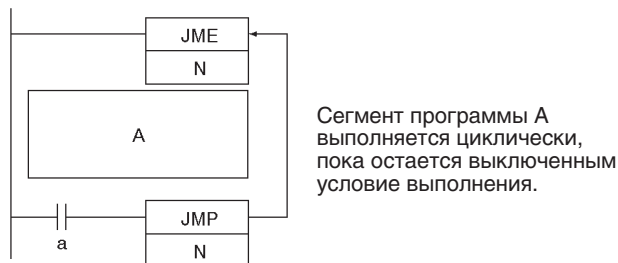 JME
N
A
Сегмент программы А
выполняется циклически,
пока остается выключенным
условие выполнения.
a
JMP
N